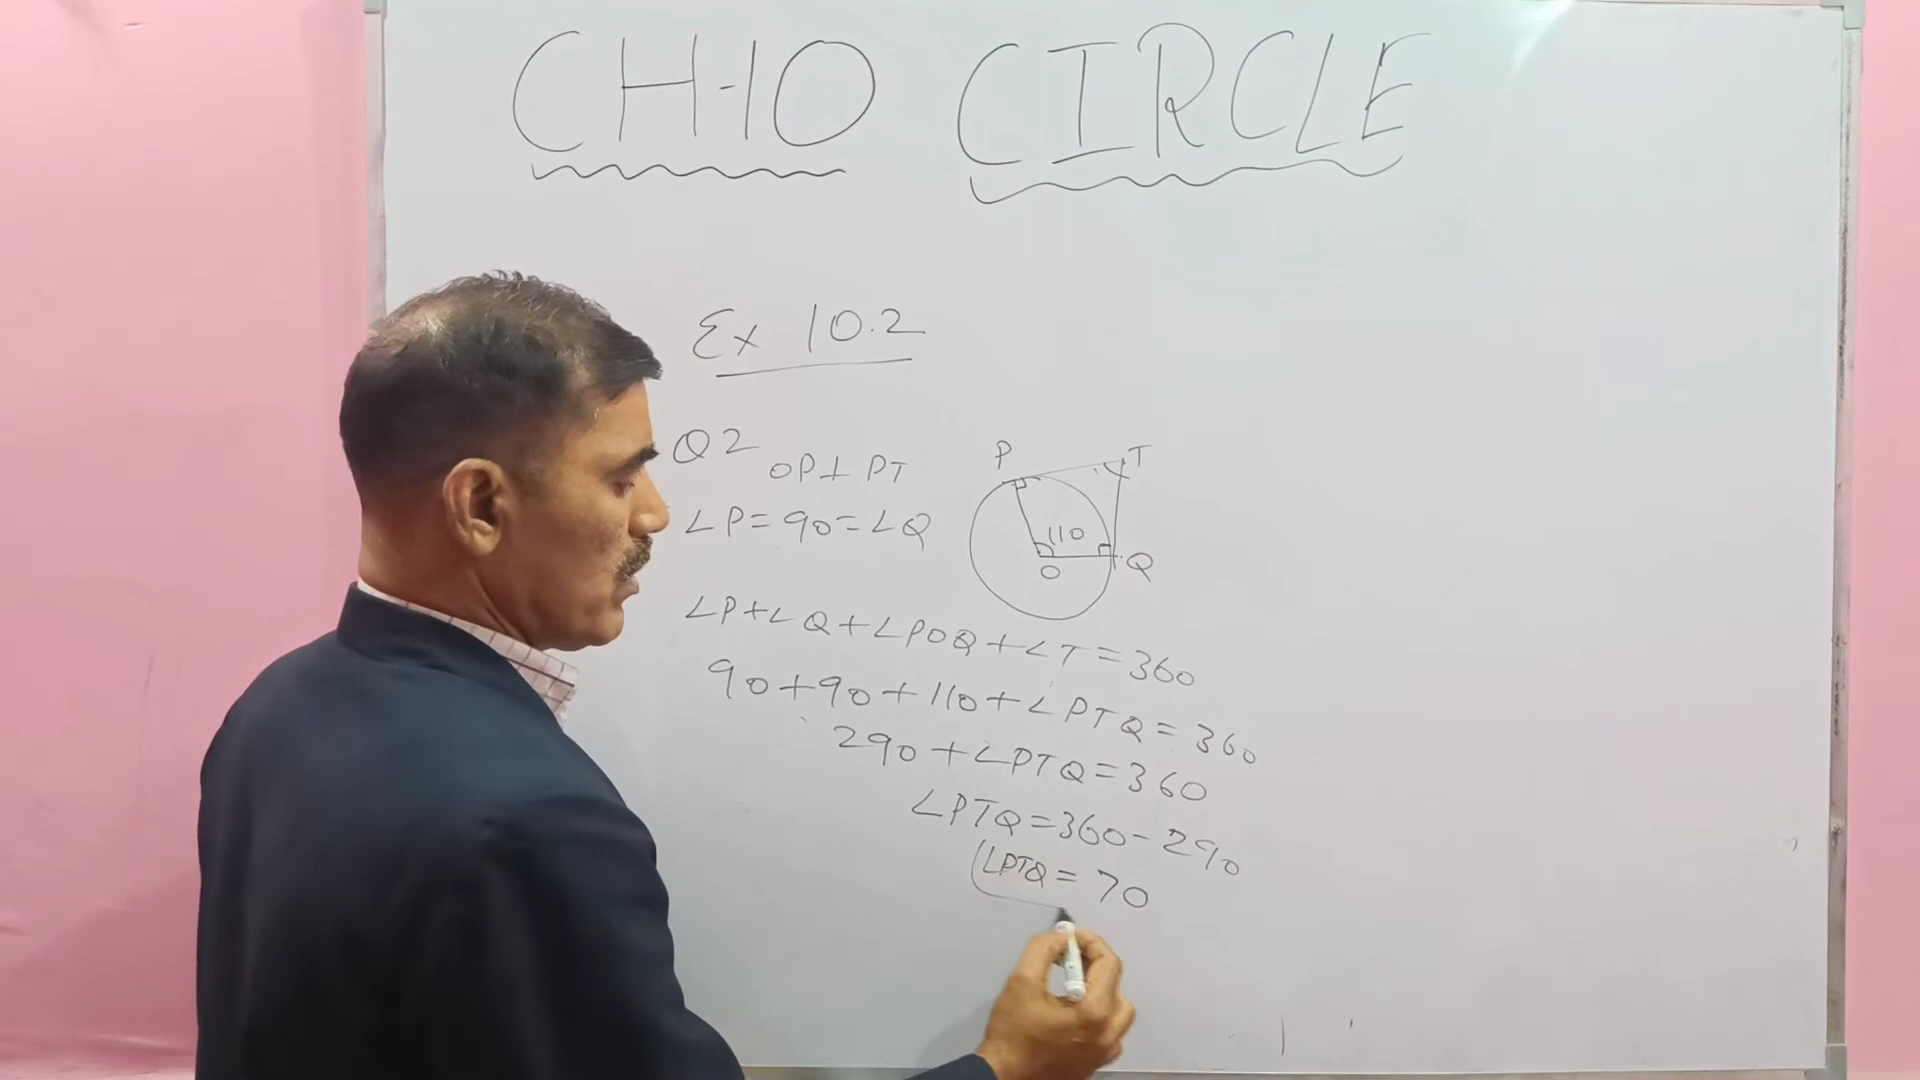 CH-10 CIRCLE
Ex 10.2
Q2
OP⊥ PT
∠P=90=∠Q
P
T
110
O
Q
∠P+∠Q+∠POQ+∠T=360
90+90+110+∠PTQ=360
290+∠PTQ=360
∠PTQ=360-290
∠PTQ=70